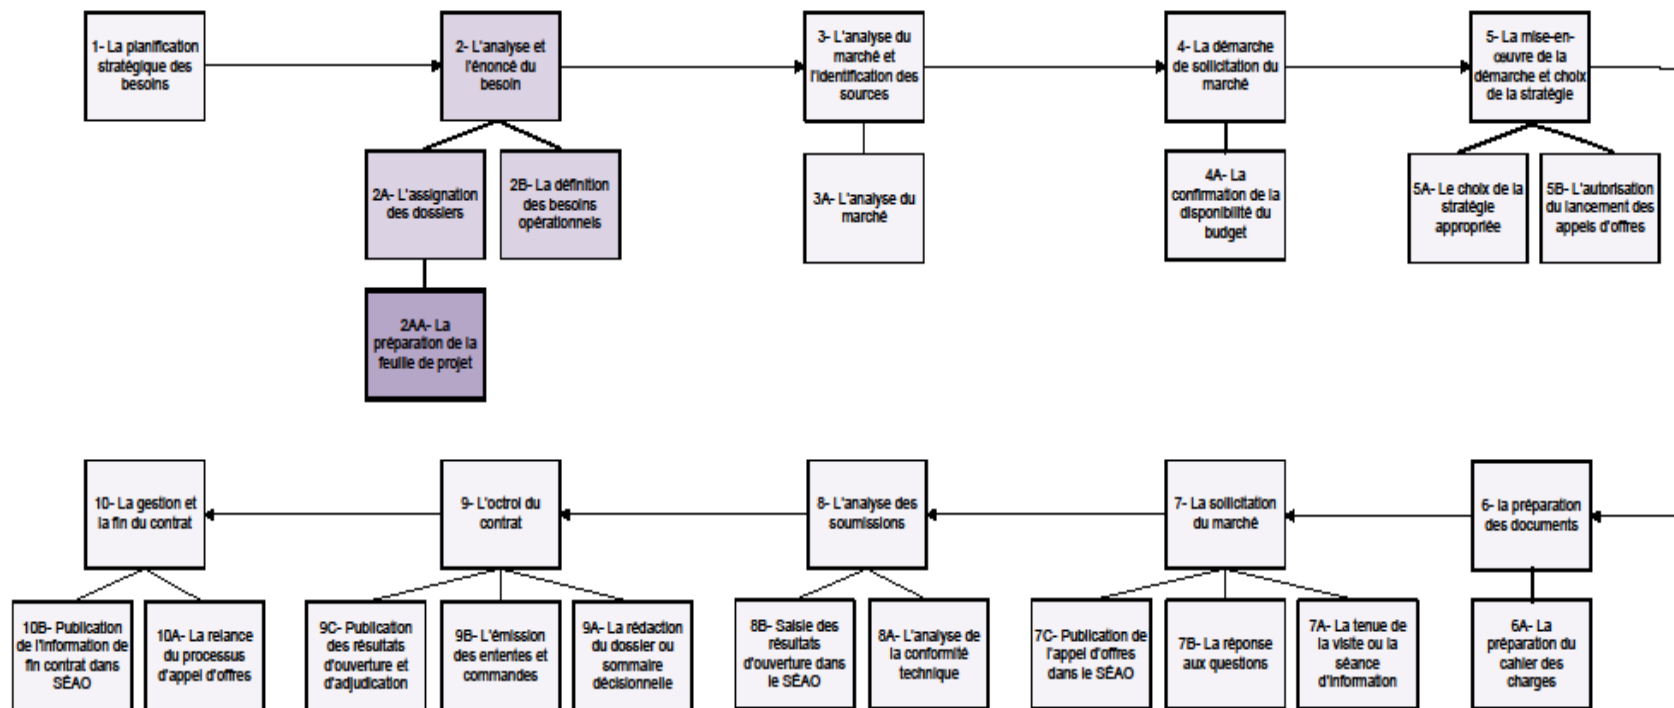 1- La planification
stratégique des
besoins
2- L'analyse et
l'énoncé du
besoin
3- L'analyse du
marché et
l'identification des
sources
4- La démarche
de sollicitation du
marché
5- La mise-en-
œuvre de la
démarche et choix
de la stratégie
2A- L'assignation
des dossiers
2B- La définition
des besoins
opérationnels
3A- L'analyse du
marché
4A- La
confirmation de la
disponibilité du
budget
5A- Le choix de la
stratégie
appropriée
5B- L'autorisation
du lancement des
appels d'offres
2AA- La
préparation de la
feuille de projet
10- La gestion et
la fin du contrat
9- L'octroi du
contrat
8- L'analyse des
soumissions
7- La sollicitation
du marché
6- la préparation
des documents
10B- Publication
de l'information de
fin contrat dans
SÉAO
10A- La relance
du processus
d'appel d'offres
9C- Publication
des résultats
d'ouverture et
d'adjudication
9B- L'émission
des ententes et
commandes
9A- La rédaction
du dossier ou
sommaire
décisionnelle
8B- Saisie des
résultats
d'ouverture dans
le SÉAO
8A- L'analyse de
la conformité
technique
7C- Publication de
l'appel d'offres
dans le SÉAO
7B- La réponse
aux questions
7A- La tenue de
la visite ou la
séance
d'information
6A- La
préparation du
cahier des
charges